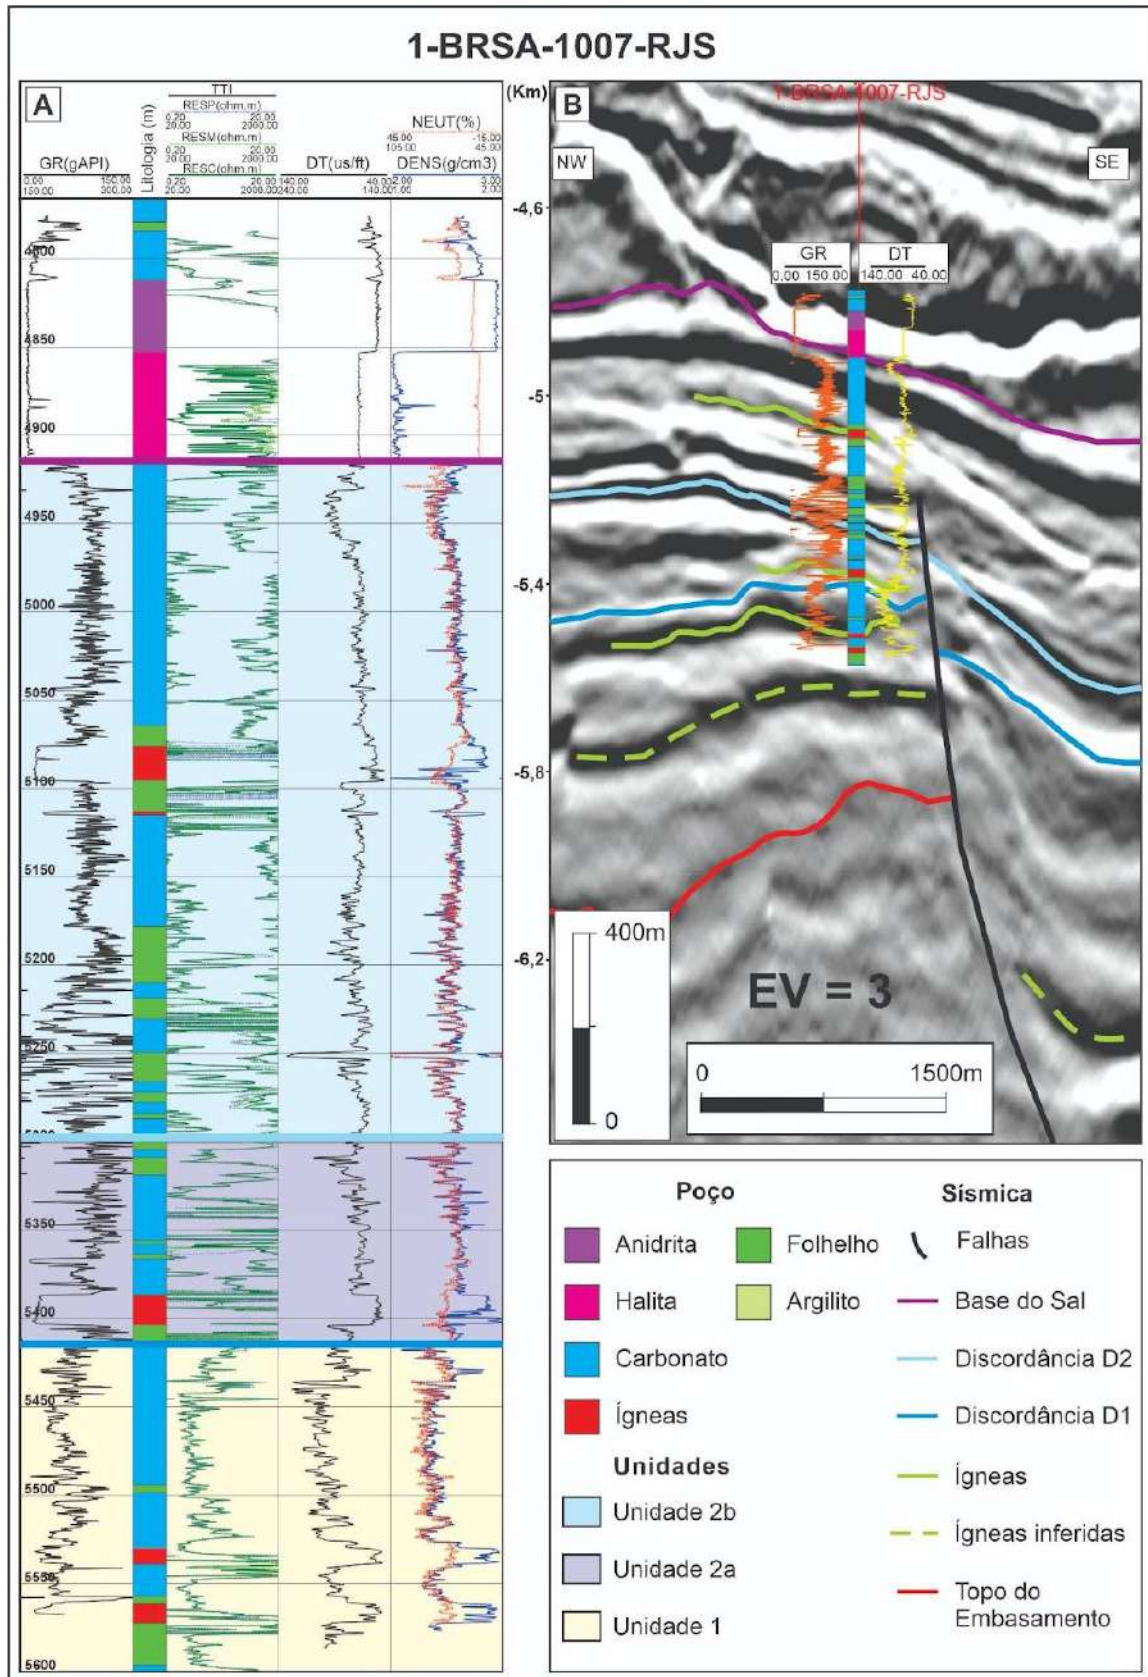 1-BRSA-1007-RJS
A
GR(gAPI)
0.00 150.00
150.00 300.00
Litologia (m)
TTI
RESP(ohm.m)
0.20 20.00
20.00 2000.00
RESM(ohm.m)
0.20 20.00
20.00 2000.00
RESC(ohm.m)
0.20 20.00
20.00 2000.00
DT(us/ft)
140.00 40.00
240.00 140.00
NEUT(%)
45.00 -15.00
105.00 45.00
DENS(g/cm3)
2.00 3.00
1.00 2.00
4800
4850
4900
4950
5000
5050
5100
5150
5200
5250
5350
5400
5450
5500
5550
5600
(Km)
B
1-BRSA-1007-RJS
NW
SE
-4,6
GR
0.00 150.00
DT
140.00 40.00
-5
-5,4
-5,8
-6,2
400m
0
EV = 3
0 1500m
Poço
Anidrita
Folhelho
Halita
Argilito
Carbonato
Ígneas
Unidades
Unidade 2b
Unidade 2a
Unidade 1
Sísmica
Falhas
Base do Sal
Discordância D2
Discordância D1
Ígneas
Ígneas inferidas
Topo do
Embasamento